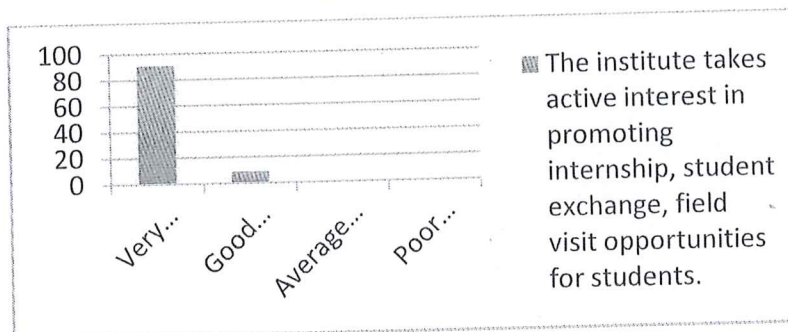 100
80
60
40
20
0
Very...
Good...
Average...
Poor...
The institute takes
active interest in
promoting
internship, student
exchange, field
visit opportunities
for students.